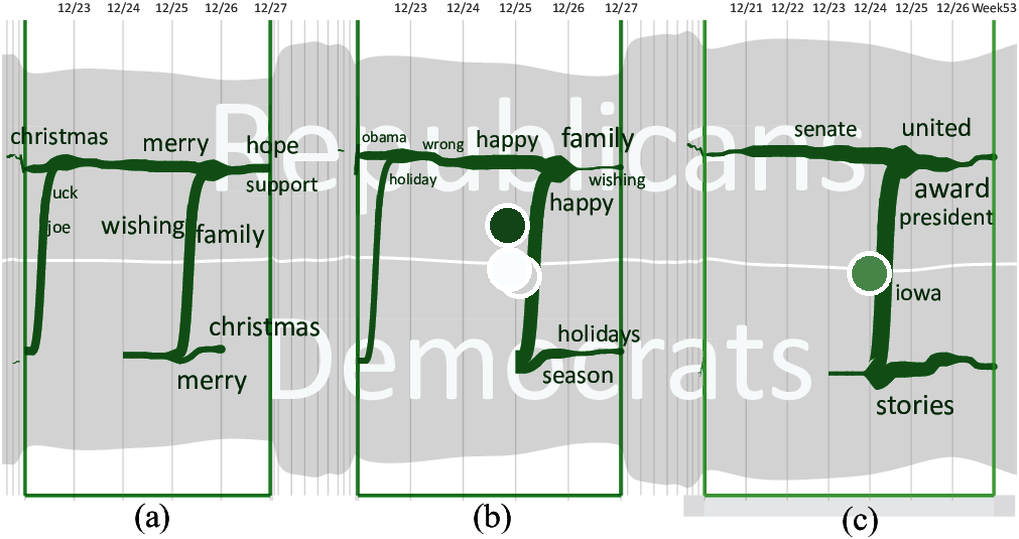 12/23 12/24 12/25 12/26 12/27
12/23 12/24 12/25 12/26 12/27
12/21 12/22 12/23 12/24 12/25 12/26 Week53
Republicans
Democrats
christmas
merry
hope
support
uck
joe
wishing
family
christmas
merry
obama
wrong
happy
family
holiday
wishing
happy
holidays
season
senate
united
award
president
iowa
stories
(a)
(b)
(c)